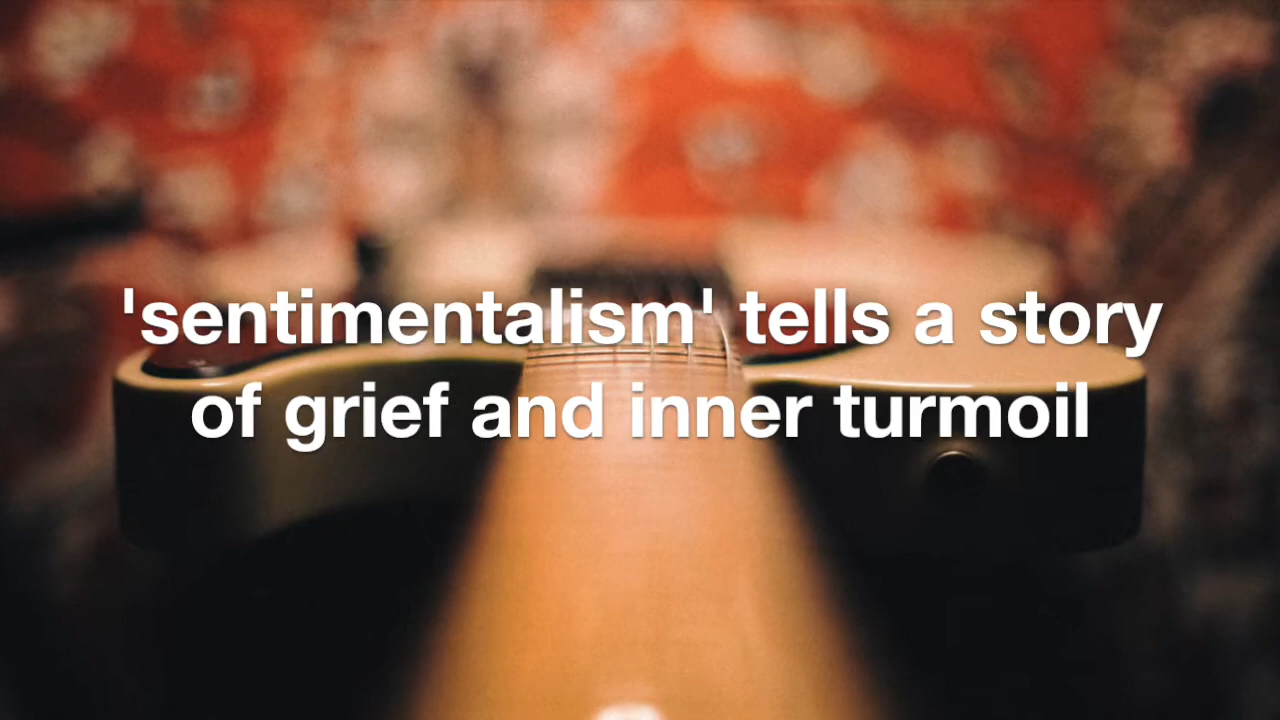 'sentimentalism' tells a story
of grief and inner turmoil